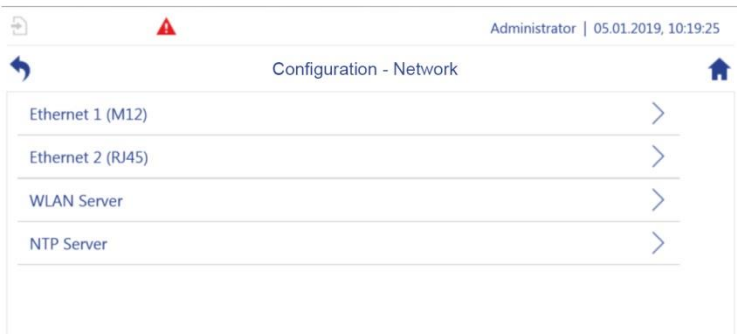 Administrator | 05.01.2019, 10:19:25
Configuration - Network
Ethernet 1 (M12)
Ethernet 2 (RJ45)
WLAN Server
NTP Server